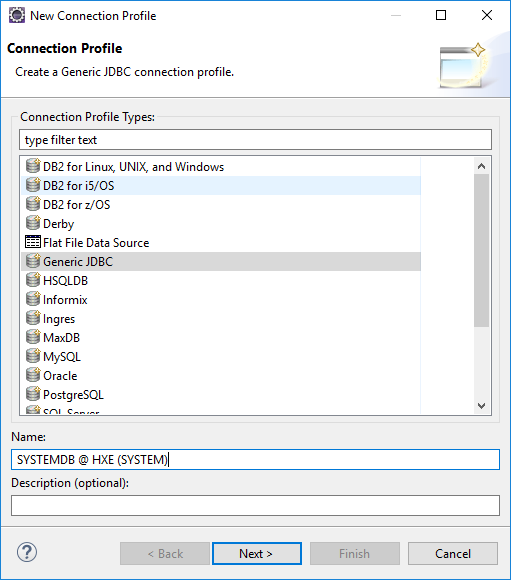 New Connection Profile
Connection Profile
Create a Generic JDBC connection profile.
Connection Profile Types:
type filter text
DB2 for Linux, UNIX, and Windows
DB2 for i5/OS
DB2 for z/OS
Derby
Flat File Data Source
Generic JDBC
HSQLDB
Informix
Ingres
MaxDB
MySQL
Oracle
PostgreSQL
SQL Server
Name:
SYSTEMDB @ HXE (SYSTEM)
Description (optional):
? < Back Next > Finish Cancel